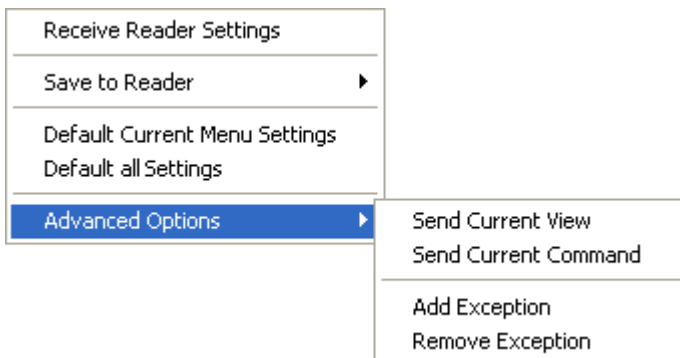 Receive Reader Settings
Save to Reader
Default Current Menu Settings
Default all Settings
Advanced Options
Send Current View
Send Current Command
Add Exception
Remove Exception